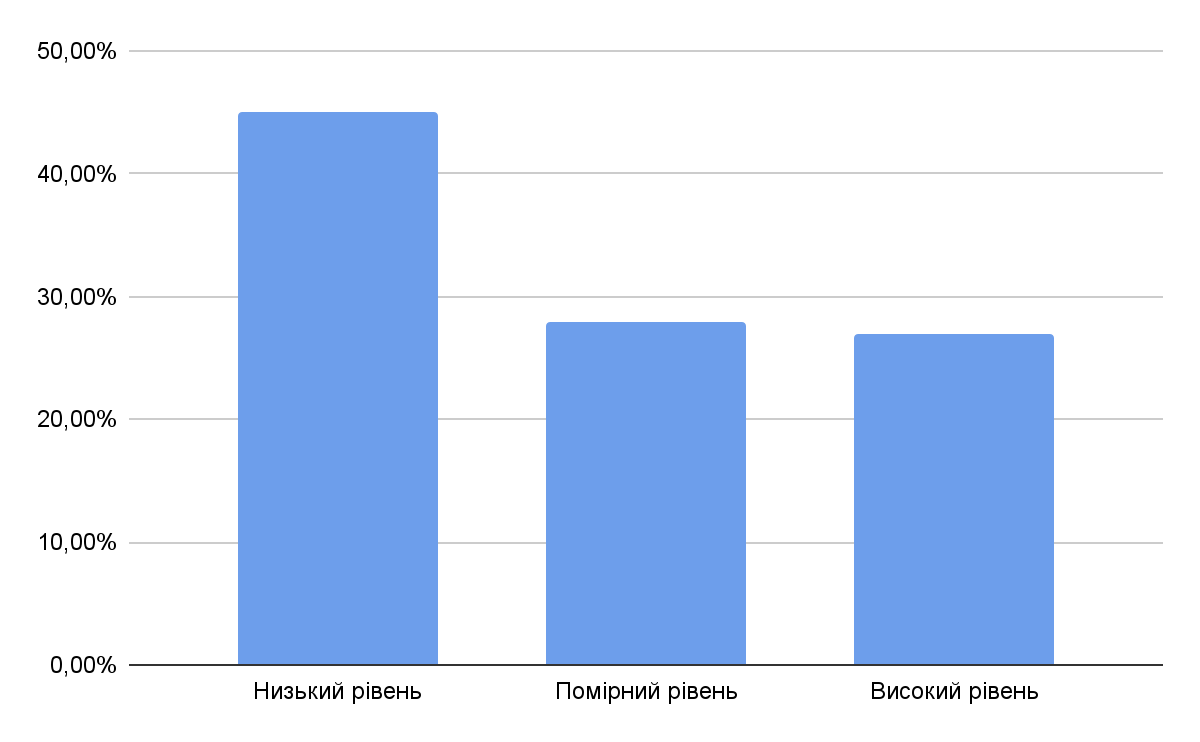 50,00%
40,00%
30,00%
20,00%
10,00%
0,00%
Низький рівень
Помірний рівень
Високий рівень